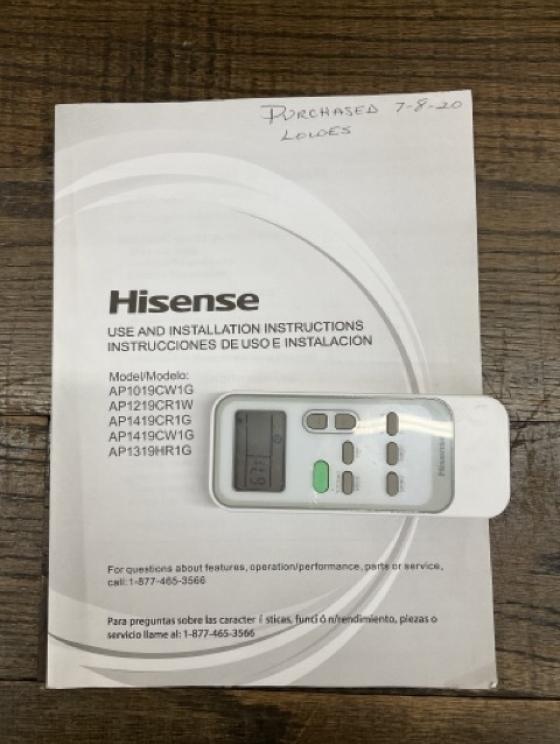 PURCHASED 7-8-20
LOWES
Hisense
USE AND INSTALLATION INSTRUCTIONS
INSTRUCCIONES DE USO E INSTALACIÓN
Model/Modelo:
AP1019CW1G
AP1219CR1W
AP1419CR1G
AP1419CW1G
AP1319HR1G
67
Hisense
For questions about features, operation/performance, parts or service,
call:1-877-465-3566
Para preguntas sobre las caracter í sticas, funci ó n/rendimiento, piezas o
servicio llame al: 1-877-465-3566